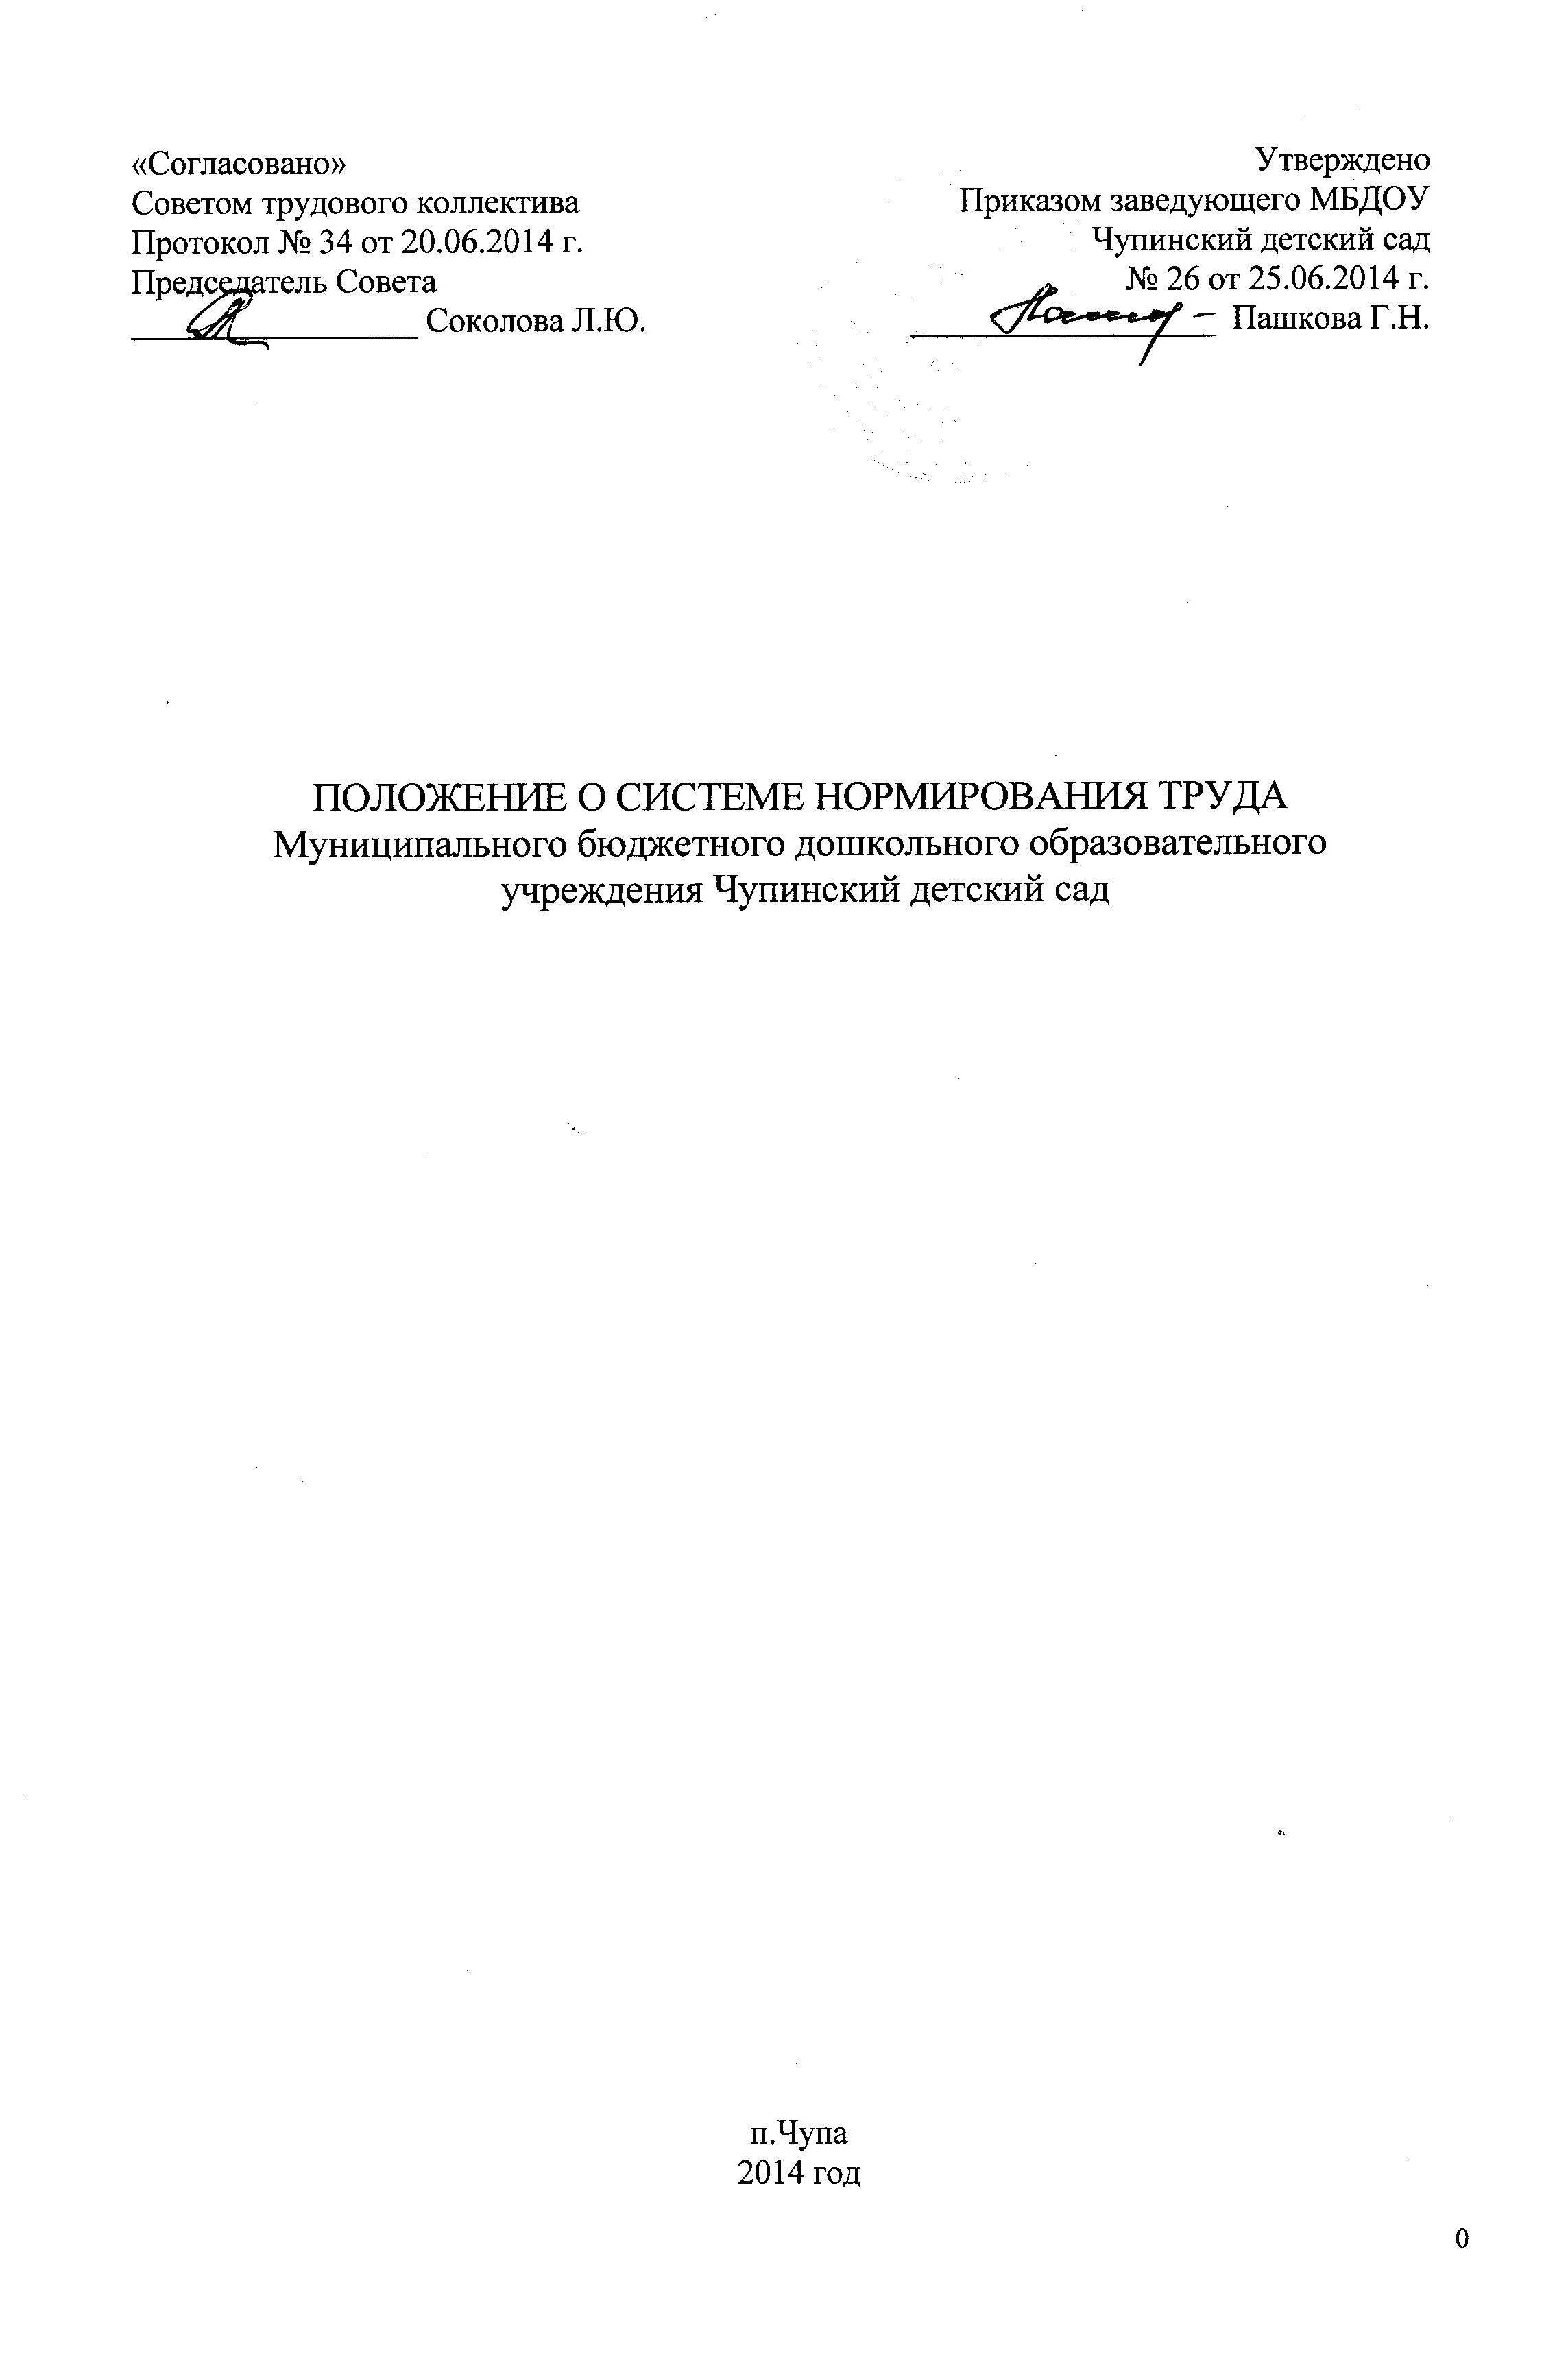 «Согласовано»
Советом трудового коллектива
Протокол № 34 от 20.06.2014 г.
Председатель Совета
Соколова Л.Ю.
Утверждено
Приказом заведующего МБДОУ
Чупинский детский сад
№ 26 от 25.06.2014 г.
Пашкова Г.Н.
ПОЛОЖЕНИЕ О СИСТЕМЕ НОРМИРОВАНИЯ ТРУДА
Муниципального бюджетного дошкольного образовательного
учреждения Чупинский детский сад
п.Чупа
2014 год
0